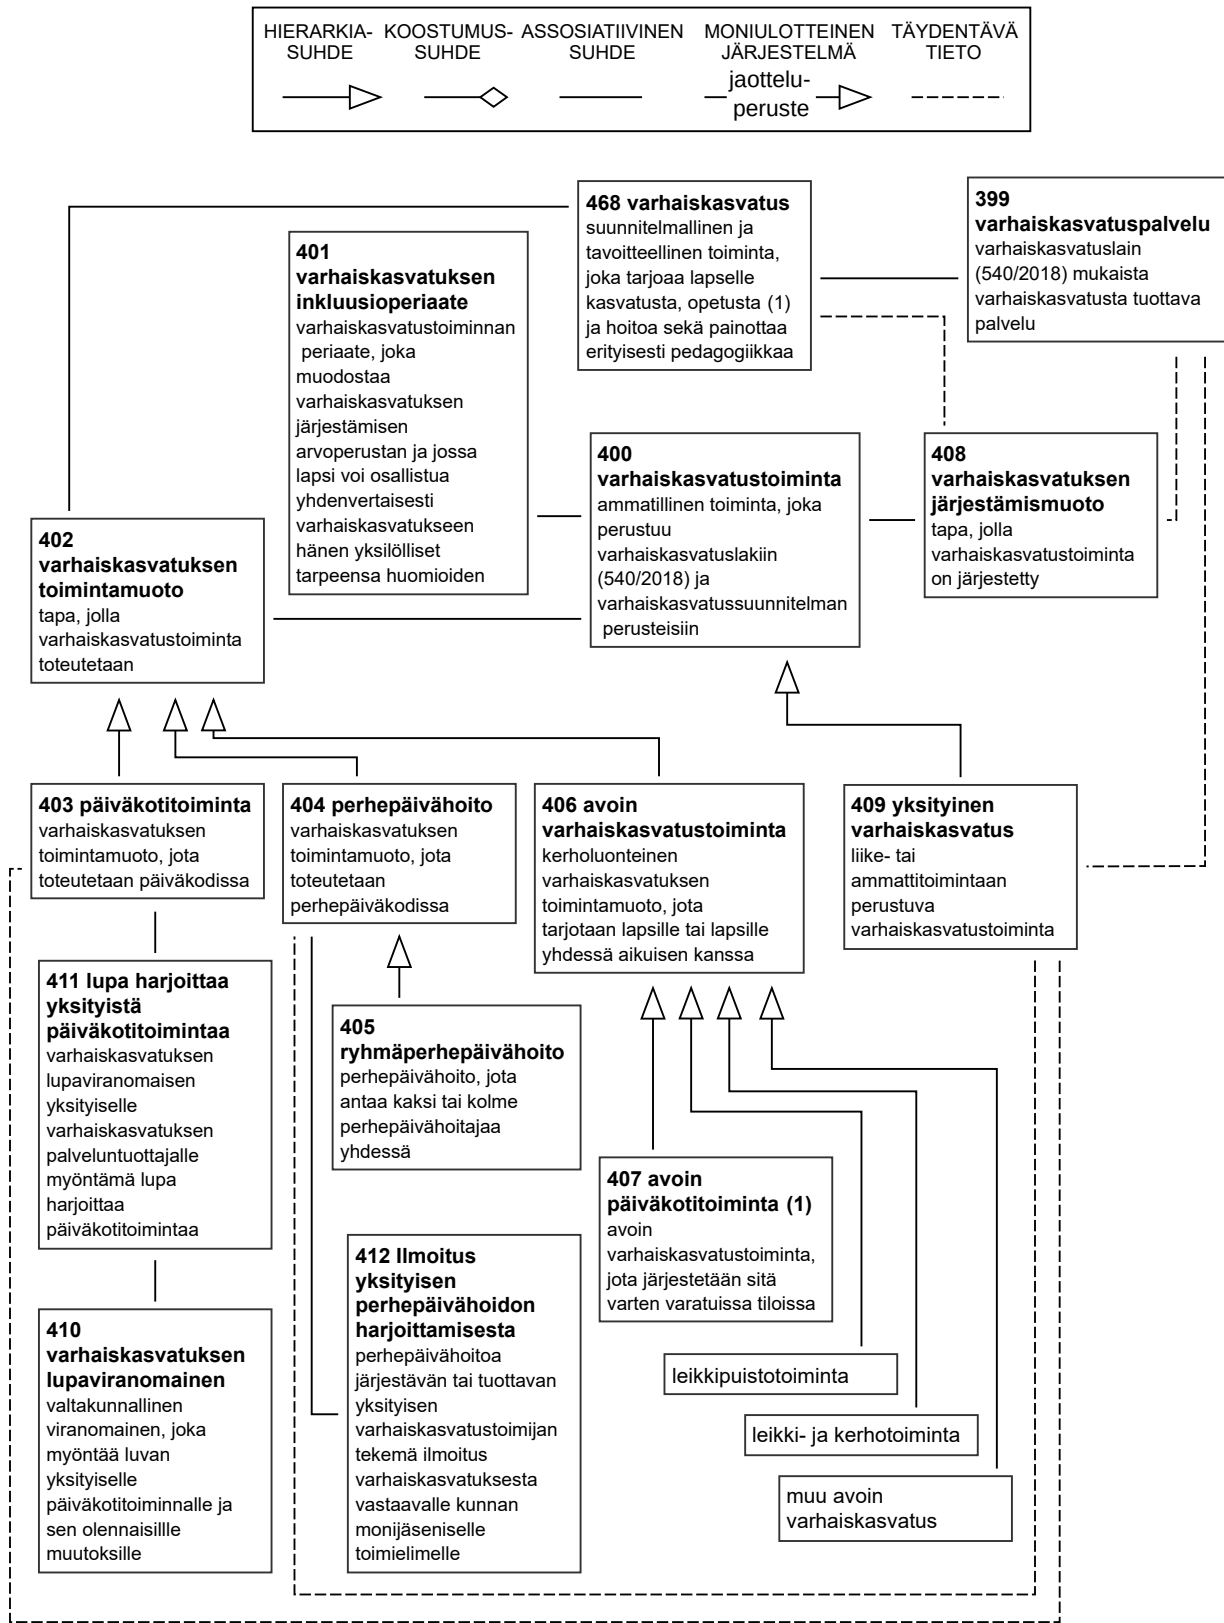 HIERARKIA-
SUHDE
KOOSTUMUS-
SUHDE
ASSOSIATIIVINEN
SUHDE
MONIULOTTEINEN
JÄRJESTELMÄ
jaottelu-
peruste
TÄYDENTÄVÄ
TIETO
468 varhaiskasvatus
suunnitelmallinen ja
tavoitteellinen toiminta,
joka tarjoaa lapselle
kasvatusta, opetusta (1)
ja hoitoa sekä painottaa
erityisesti pedagogiikkaa
399
varhaiskasvatuspalvelu
varhaiskasvatuslain
(540/2018) mukaista
varhaiskasvatusta tuottava
palvelu
401
varhaiskasvatuksen
inkluusioperiaate
varhaiskasvatustoiminnan
periaate, joka
muodostaa
varhaiskasvatuksen
järjestämisen
arvoperustan ja jossa
lapsi voi osallistua
yhdenvertaisesti
varhaiskasvatukseen
hänen yksilölliset
tarpeensa huomioiden
400
varhaiskasvatustoiminta
ammatillinen toiminta, joka
perustuu
varhaiskasvatuslakiin
(540/2018) ja
varhaiskasvatussuunnitelman
perusteisiin
408
varhaiskasvatuksen
järjestämismuoto
tapa, jolla
varhaiskasvatustoiminta
on järjestetty
402
varhaiskasvatuksen
toimintamuoto
tapa, jolla
varhaiskasvatustoiminta
toteutetaan
403 päiväkotitoiminta
varhaiskasvatuksen
toimintamuoto, jota
toteutetaan päiväkodissa
404 perhepäivähoito
varhaiskasvatuksen
toimintamuoto, jota
toteutetaan
perhepäiväkodissa
406 avoin
varhaiskasvatustoiminta
kerholuonteinen
varhaiskasvatuksen
toimintamuoto, jota
tarjotaan lapsille tai lapsille
yhdessä aikuisen kanssa
409 yksityinen
varhaiskasvatus
liike- tai
ammattitoimintaan
perustuva
varhaiskasvatustoiminta
411 lupa harjoittaa
yksityistä
päiväkotitoimintaa
varhaiskasvatuksen
lupaviranomaisen
yksityiselle
varhaiskasvatuksen
palveluntuottajalle
myöntämä lupa
harjoittaa
päiväkotitoimintaa
405
ryhmäperhepäivähoito
perhepäivähoito, jota
antaa kaksi tai kolme
perhepäivähoitajaa
yhdessä
407 avoin
päiväkotitoiminta (1)
avoin
varhaiskasvatustoiminta,
jota järjestetään sitä
varten varatuissa tiloissa
412 Ilmoitus
yksityisen
perhepäivähoidon
harjoittamisesta
perhepäivähoitoa
järjestävän tai tuottavan
yksityisen
varhaiskasvatustoimijan
tekemä ilmoitus
varhaiskasvatuksesta
vastaavalle kunnan
monijäseniselle
toimielimelle
410
varhaiskasvatuksen
lupaviranomainen
valtakunnallinen
viranomainen, joka
myöntää luvan
yksityiselle
päiväkotitoiminnalle ja
sen olennaisillle
muutoksille
leikkipuistotoiminta
leikki- ja kerhotoiminta
muu avoin
varhaiskasvatus